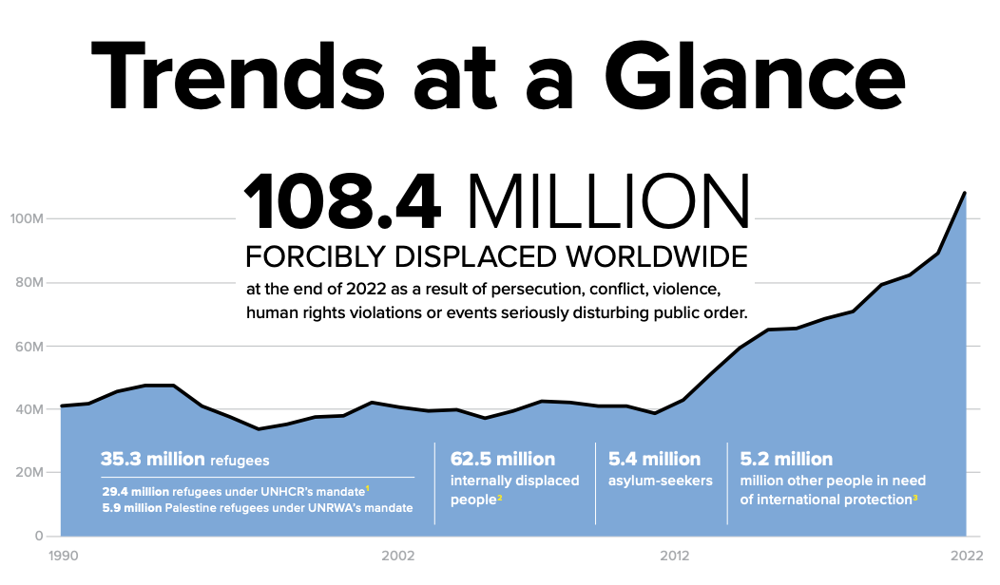 Trends at a Glance
108.4 MILLION
FORCIBLY DISPLACED WORLDWIDE
at the end of 2022 as a result of persecution, conflict, violence,
human rights violations or events seriously disturbing public order.
100M
80M
60M
40M
20M
0
35.3 million refugees
29.4 million refugees under UNHCR's mandate¹
5.9 million Palestine refugees under UNRWA's mandate
62.5 million
internally displaced
people²
5.4 million
asylum-seekers
5.2 million
million other people in need
of international protection³
1990
2002
2012
2022